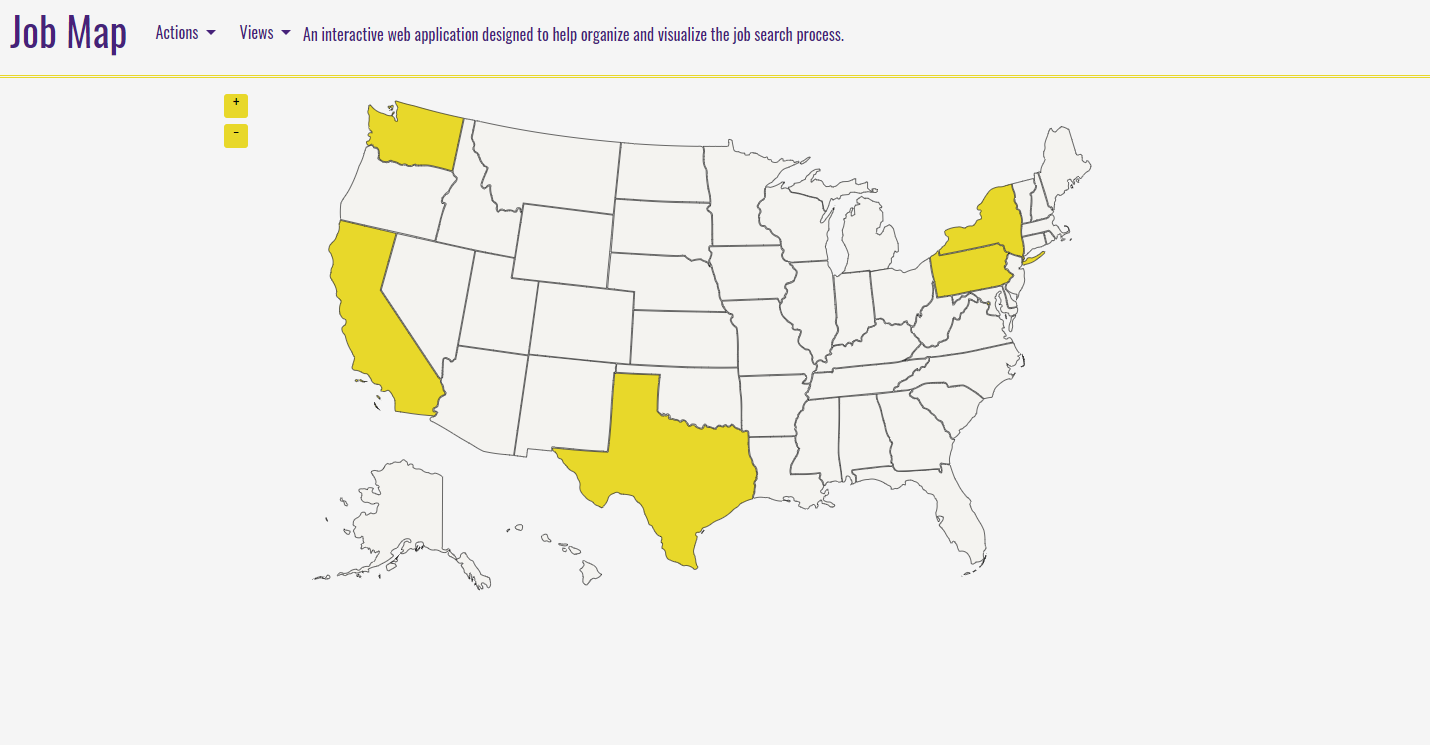 Job Map
Actions
Views
An interactive web application designed to help organize and visualize the job search process.
+
−